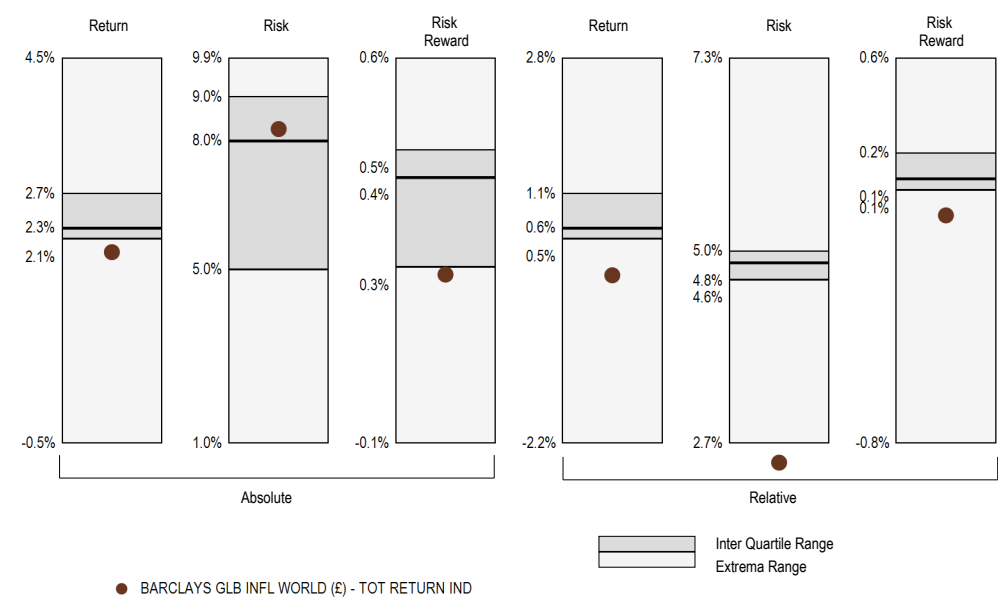 Return
Risk
Risk
Reward
Return
Risk
Risk
Reward
4.5%
2.7%
2.3%
2.1%
-0.5%
9.9%
9.0%
8.0%
5.0%
1.0%
0.6%
0.5%
0.4%
0.3%
-0.1%
2.8%
1.1%
0.6%
0.5%
-2.2%
7.3%
5.0%
4.8%
4.6%
2.7%
0.6%
0.2%
0.1%
0.1%
-0.8%
Absolute
Relative
Inter Quartile Range
Extrema Range
BARCLAYS GLB INFL WORLD (£) - TOT RETURN IND